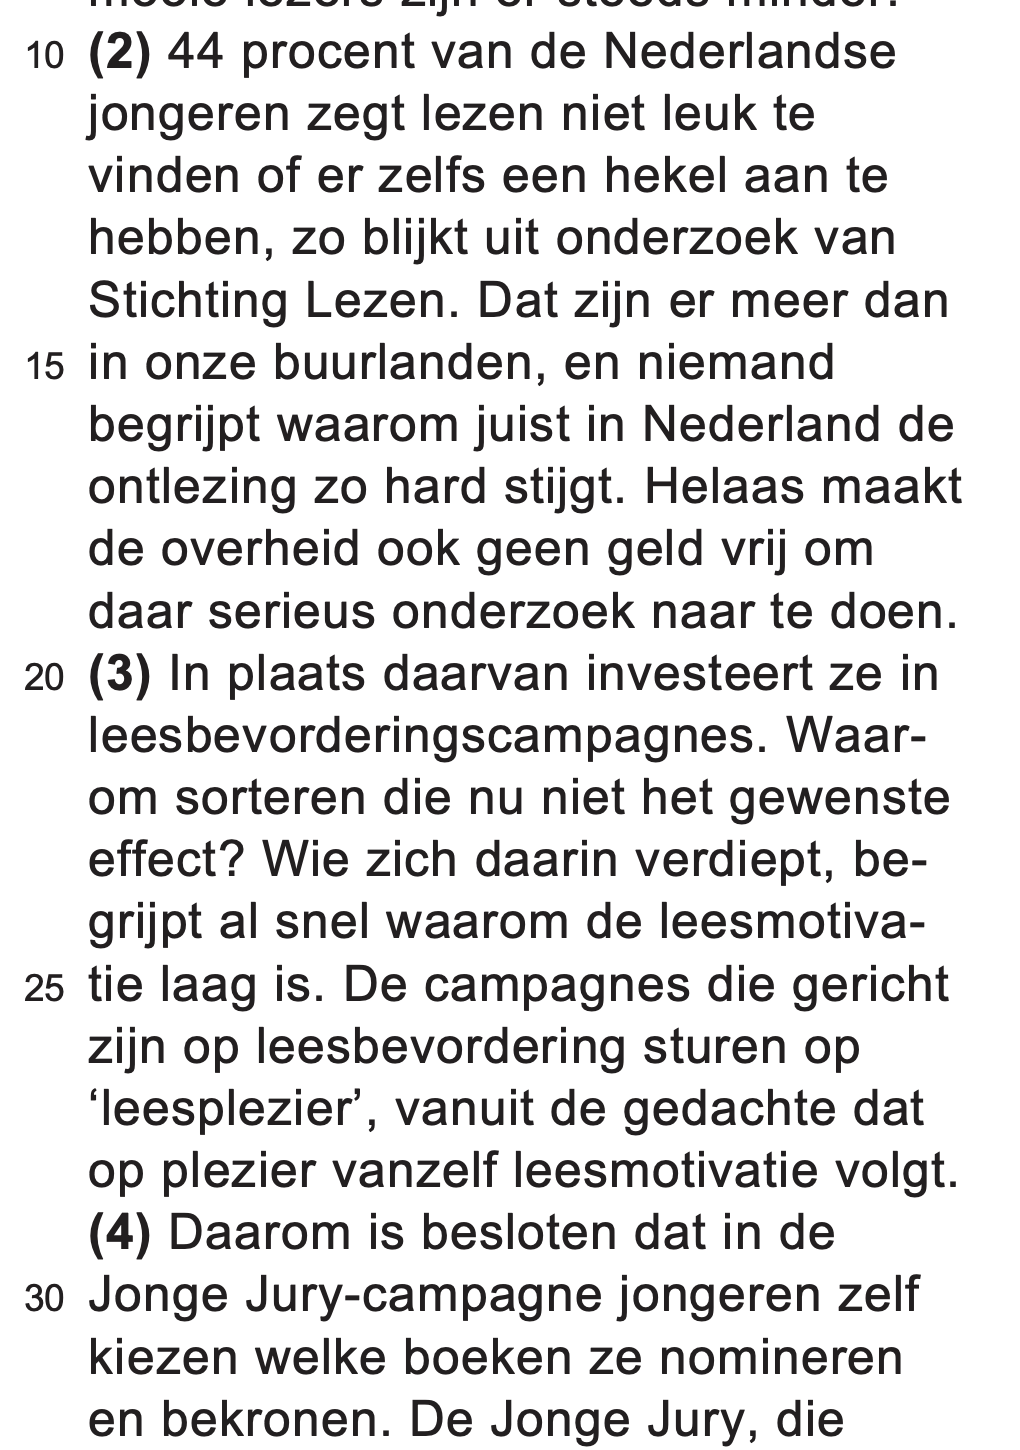 mooie lezers zijn er steeds minder.
10 (2) 44 procent van de Nederlandse
jongeren zegt lezen niet leuk te
vinden of er zelfs een hekel aan te
hebben, zo blijkt uit onderzoek van
Stichting Lezen. Dat zijn er meer dan
15 in onze buurlanden, en niemand
begrijpt waarom juist in Nederland de
ontlezing zo hard stijgt. Helaas maakt
de overheid ook geen geld vrij om
daar serieus onderzoek naar te doen.
20 (3) In plaats daarvan investeert ze in
leesbevorderingscampagnes. Waar-
om sorteren die nu niet het gewenste
effect? Wie zich daarin verdiept, be-
grijpt al snel waarom de leesmotiva-
25 tie laag is. De campagnes die gericht
zijn op leesbevordering sturen op
‘leesplezier’, vanuit de gedachte dat
op plezier vanzelf leesmotivatie volgt.
(4) Daarom is besloten dat in de
30 Jonge Jury-campagne jongeren zelf
kiezen welke boeken ze nomineren
en bekronen. De Jonge Jury, die